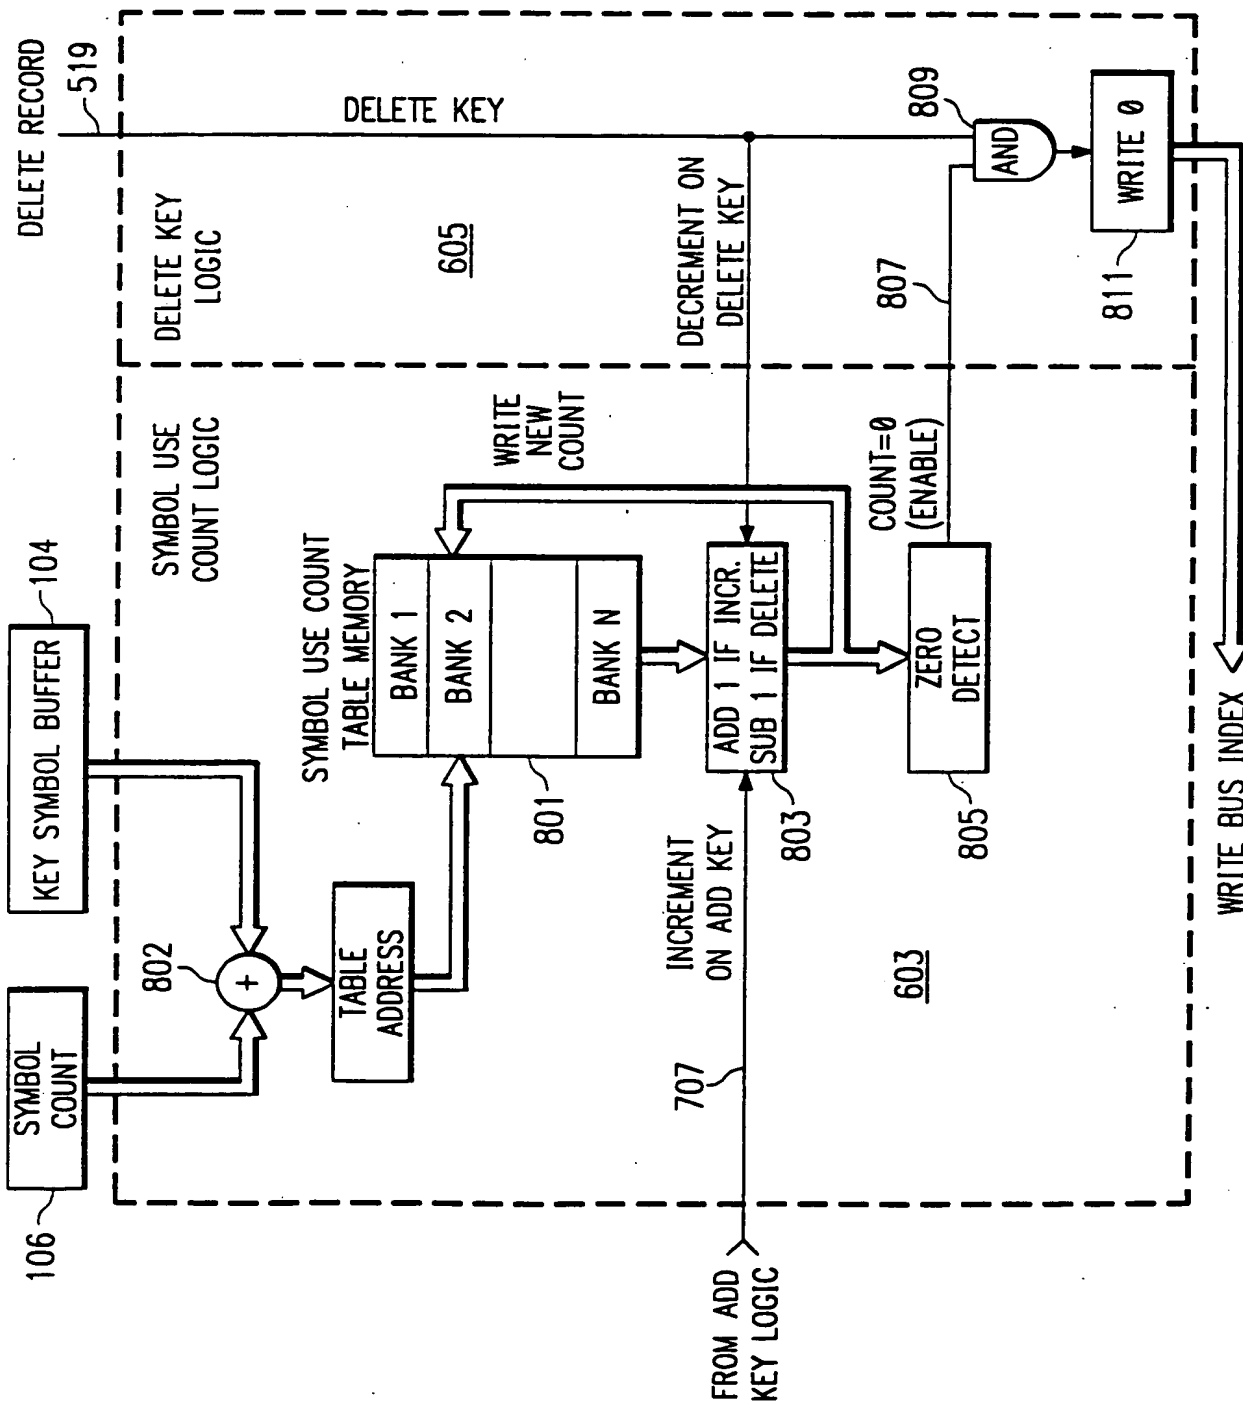 106
SYMBOL
COUNT
KEY SYMBOL BUFFER
104
DELETE RECORD
519
802
+
TABLE
ADDRESS
SYMBOL USE
COUNT LOGIC
DELETE KEY
LOGIC
605
DELETE KEY
SYMBOL USE COUNT
TABLE MEMORY
BANK 1
BANK 2
BANK N
801
WRITE
NEW
COUNT
FROM ADD
KEY LOGIC
707
INCREMENT
ON ADD KEY
ADD 1 IF INCR.
SUB 1 IF DELETE
803
DECREMENT ON
DELETE KEY
603
ZERO
DETECT
805
COUNT=0
(ENABLE)
807
AND
809
WRITE 0
811
WRITE BUS INDEX